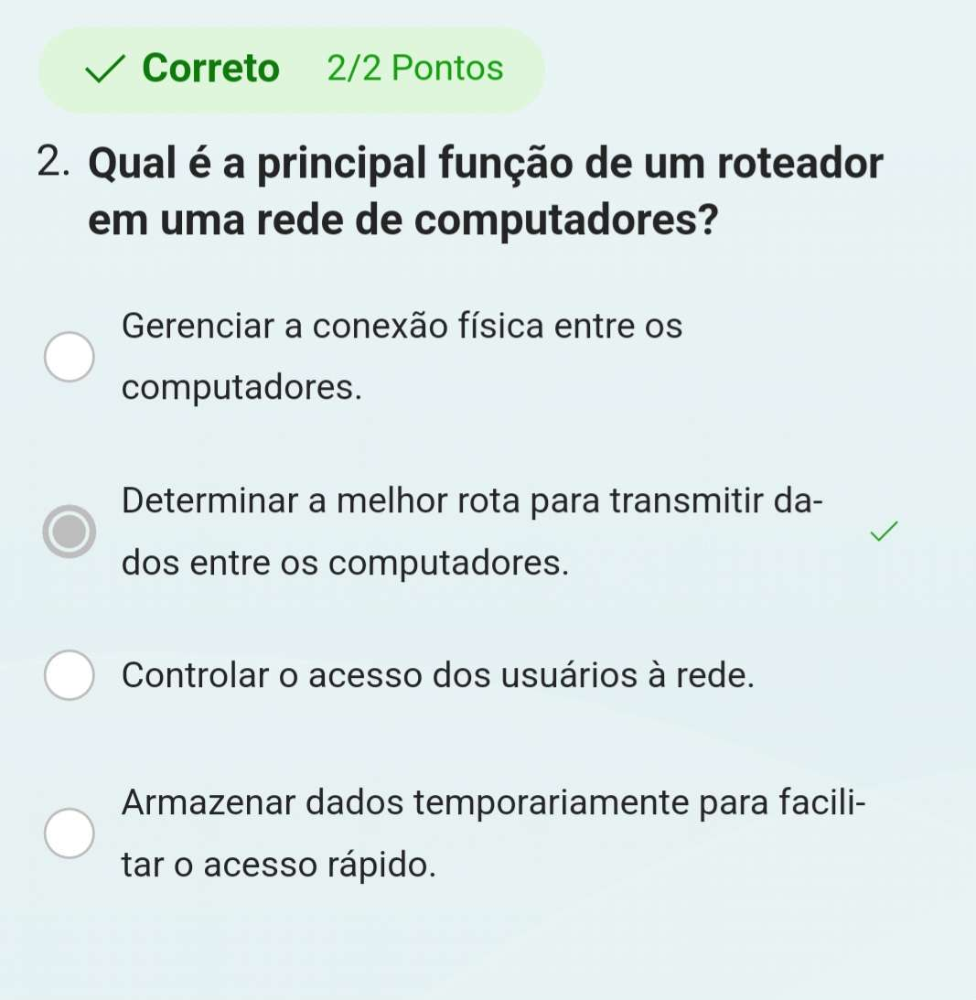 Correto 2/2 Pontos
2. Qual é a principal função de um roteador
em uma rede de computadores?
Gerenciar a conexão física entre os
computadores.
Determinar a melhor rota para transmitir da-
dos entre os computadores.
Controlar o acesso dos usuários à rede.
Armazenar dados temporariamente para facili-
tar o acesso rápido.